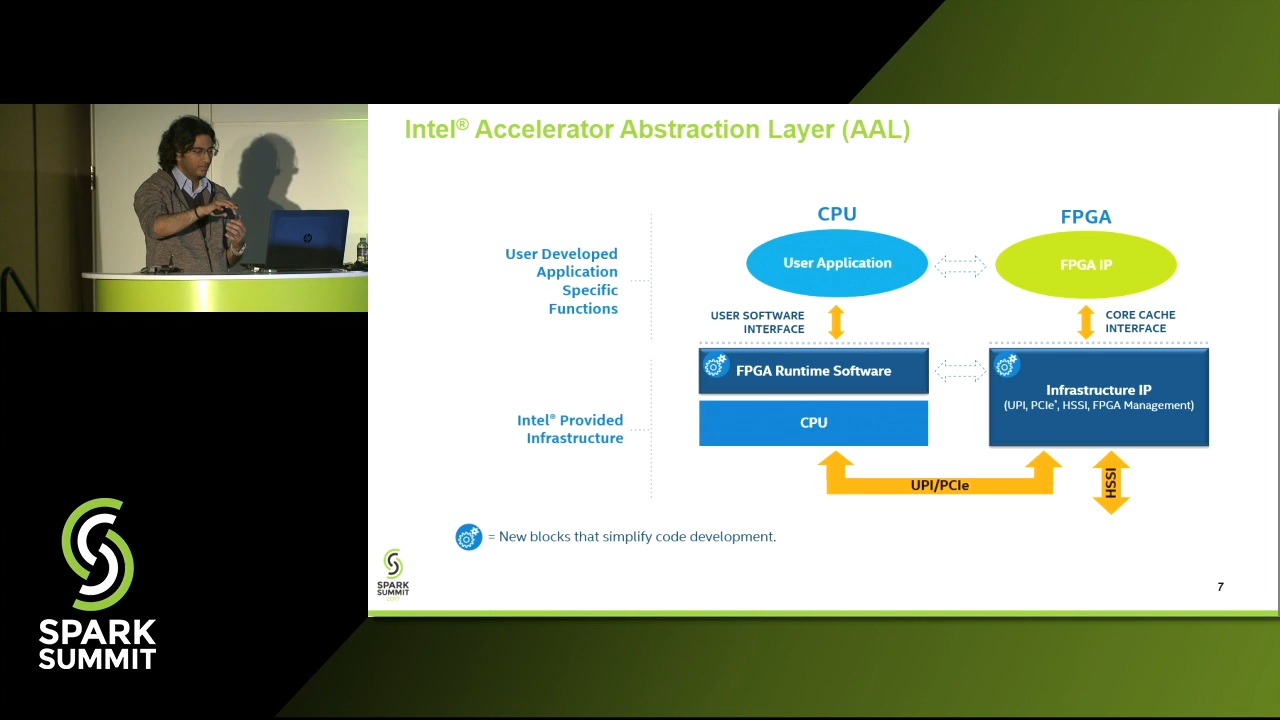 Intel® Accelerator Abstraction Layer (AAL)
CPU
FPGA
User Developed
Application
Specific
Functions
User Application
FPGA IP
USER SOFTWARE
INTERFACE
CORE CACHE
INTERFACE
FPGA Runtime Software
Infrastructure IP
(UPI, PCIe*, HSSI, FPGA Management)
Intel® Provided
Infrastructure
CPU
UPI/PCIe
HSSI
= New blocks that simplify code development.
SPARK
SUMMIT
2017
7
SPARK
SUMMIT